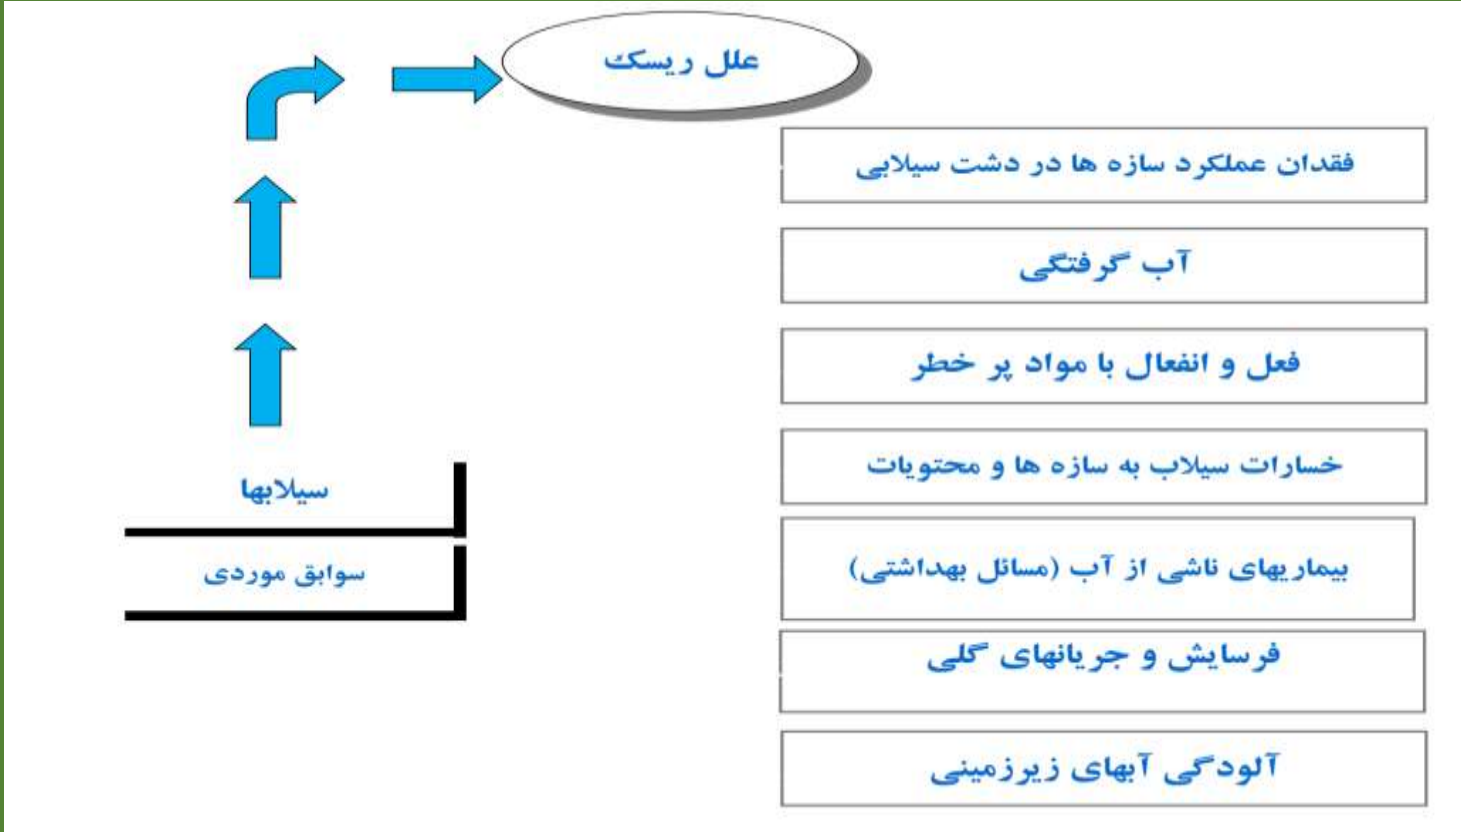 علل ریسک
فقدان عملکرد سازه ها در دشت سیلابی
آب گرفتگی
فعل و انفعال با مواد پر خطر
خسارات سیلاب به سازه ها و محتویات
بیماریهای ناشی از آب (مسائل بهداشتی)
فرسایش و جریانهای گلی
آلودگی آبهای زیرزمینی
سیلابها
سوابق موردی